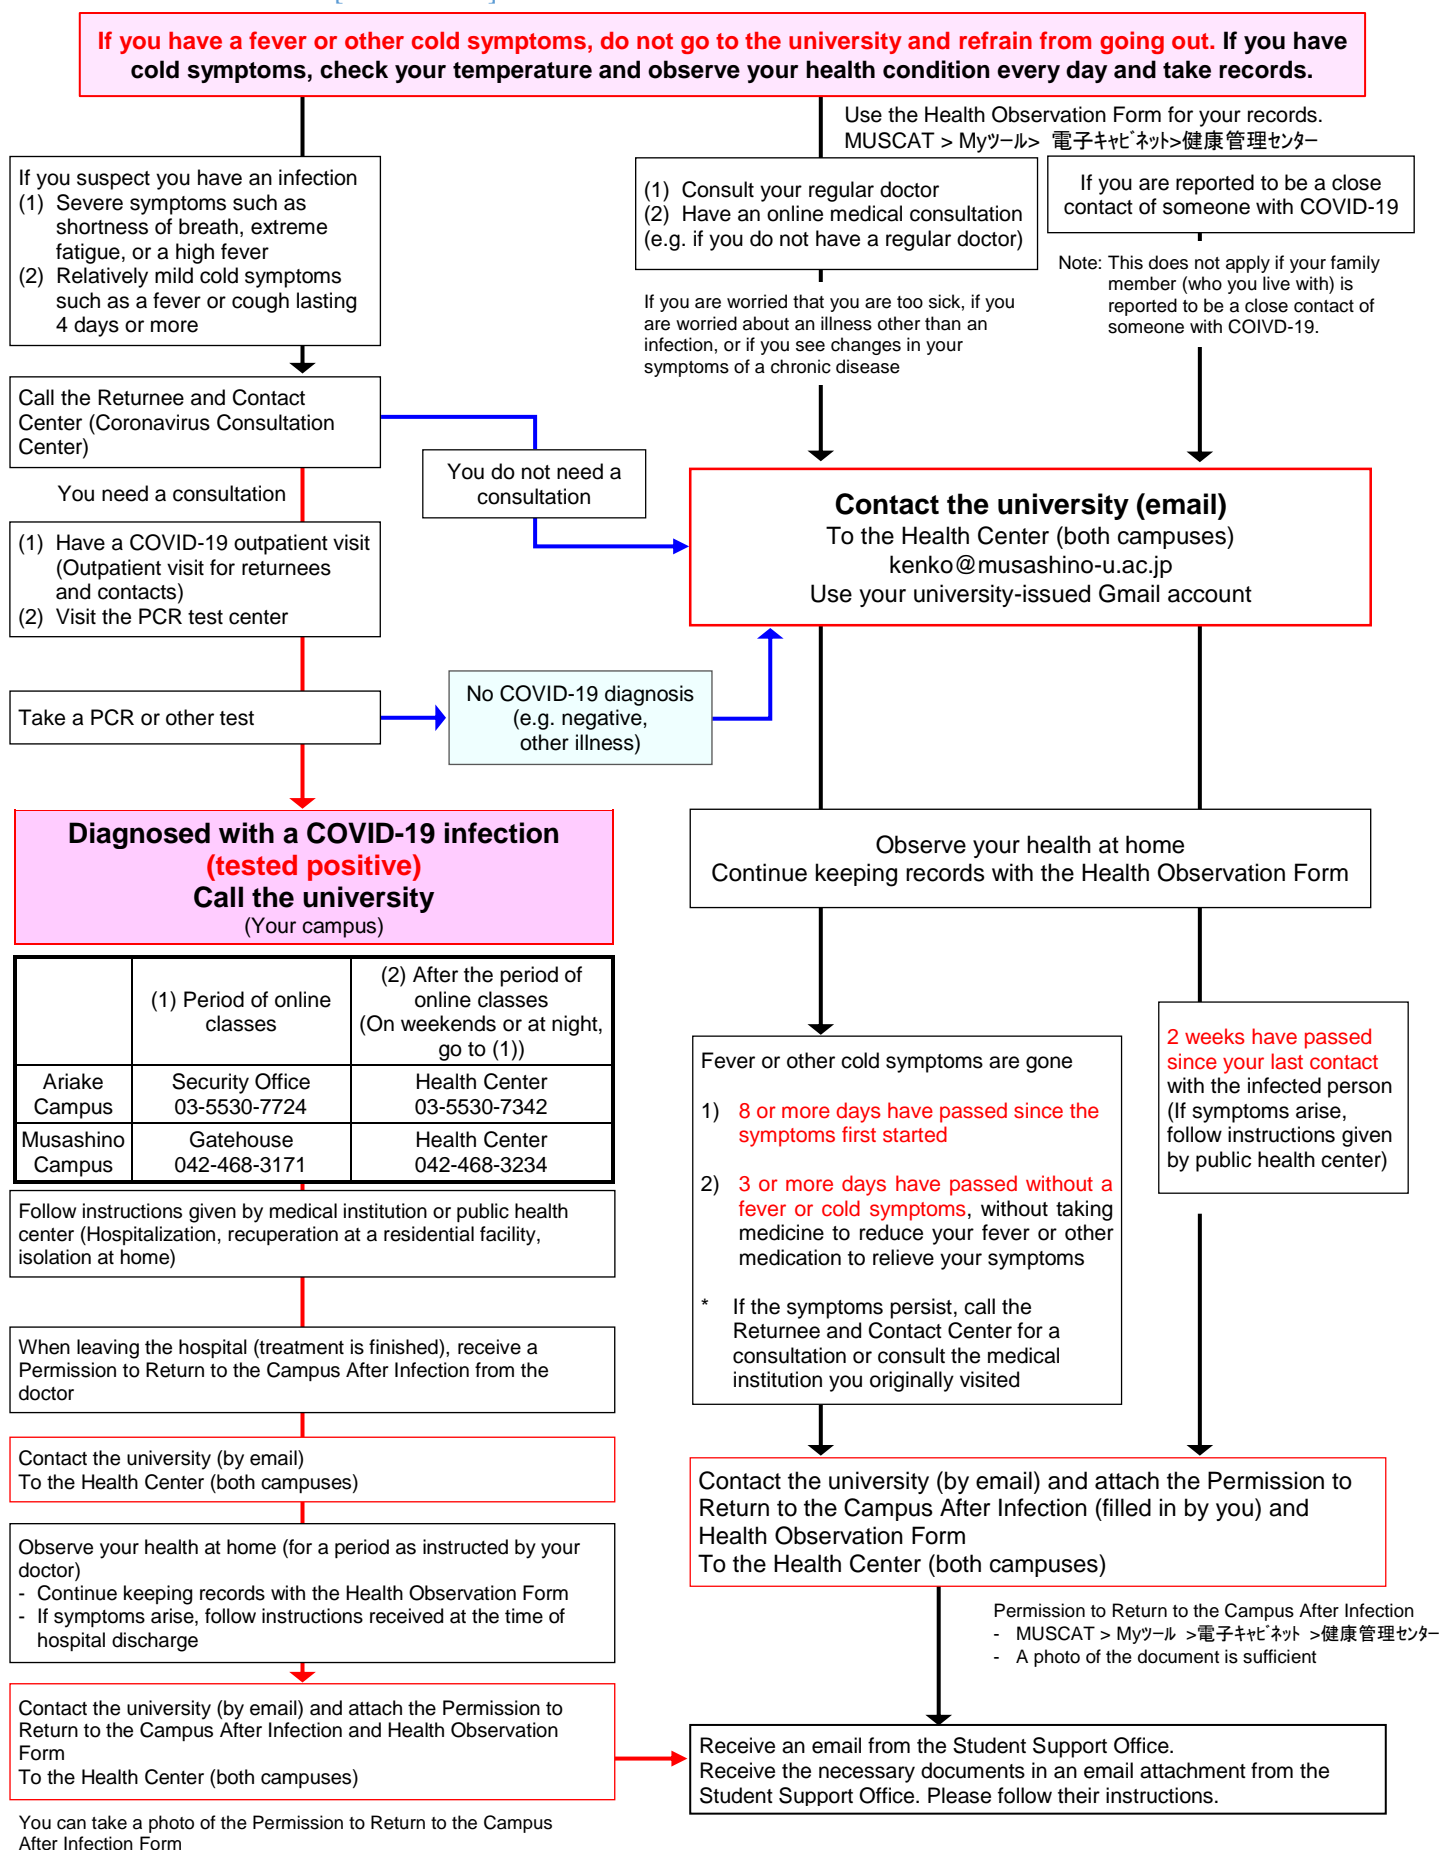 If you have a fever or other cold symptoms, do not go to the university and refrain from going out. If you have
cold symptoms, check your temperature and observe your health condition every day and take records.
Use the Health Observation Form for your records.
MUSCAT > Myツール> 電子キャビネット>健康管理センター
If you suspect you have an infection
(1) Severe symptoms such as
shortness of breath, extreme
fatigue, or a high fever
(2) Relatively mild cold symptoms
such as a fever or cough lasting
4 days or more
(1) Consult your regular doctor
(2) Have an online medical consultation
(e.g. if you do not have a regular doctor)
If you are reported to be a close
contact of someone with COVID-19
Note: This does not apply if your family
member (who you live with) is
reported to be a close contact of
someone with COIVD-19.
If you are worried that you are too sick, if you
are worried about an illness other than an
infection, or if you see changes in your
symptoms of a chronic disease
Call the Returnee and Contact
Center (Coronavirus Consultation
Center)
You do not need a
consultation
You need a consultation
Contact the university (email)
To the Health Center (both campuses)
kenko@musashino-u.ac.jp
Use your university-issued Gmail account
(1) Have a COVID-19 outpatient visit
(Outpatient visit for returnees
and contacts)
(2) Visit the PCR test center
Take a PCR or other test
No COVID-19 diagnosis
(e.g. negative,
other illness)
Diagnosed with a COVID-19 infection
(tested positive)
Call the university
(Your campus)
Observe your health at home
Continue keeping records with the Health Observation Form
(1) Period of online
classes
(2) After the period of
online classes
(On weekends or at night,
go to (1))
Ariake
Campus
Security Office
03-5530-7724
Health Center
03-5530-7342
Musashino
Campus
Gatehouse
042-468-3171
Health Center
042-468-3234
Fever or other cold symptoms are gone
1) 8 or more days have passed since the
symptoms first started
2) 3 or more days have passed without a
fever or cold symptoms, without taking
medicine to reduce your fever or other
medication to relieve your symptoms
* If the symptoms persist, call the
Returnee and Contact Center for a
consultation or consult the medical
institution you originally visited
2 weeks have passed
since your last contact
with the infected person
(If symptoms arise,
follow instructions given
by public health center)
Follow instructions given by medical institution or public health
center (Hospitalization, recuperation at a residential facility,
isolation at home)
When leaving the hospital (treatment is finished), receive a
Permission to Return to the Campus After Infection from the
doctor
Contact the university (by email)
To the Health Center (both campuses)
Contact the university (by email) and attach the Permission to
Return to the Campus After Infection (filled in by you) and
Health Observation Form
To the Health Center (both campuses)
Observe your health at home (for a period as instructed by your
doctor)
- Continue keeping records with the Health Observation Form
- If symptoms arise, follow instructions received at the time of
hospital discharge
Permission to Return to the Campus After Infection
- MUSCAT > Myツール >電子キャビネット >健康管理センター
- A photo of the document is sufficient
Contact the university (by email) and attach the Permission to
Return to the Campus After Infection and Health Observation
Form
To the Health Center (both campuses)
Receive an email from the Student Support Office.
Receive the necessary documents in an email attachment from the
Student Support Office. Please follow their instructions.
You can take a photo of the Permission to Return to the Campus
After Infection Form